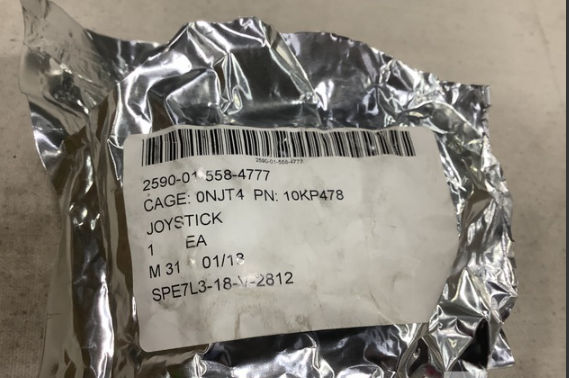 2590-01-558-4777
2590-01-558-4777
CAGE: 0NJT4 PN: 10KP478
JOYSTICK
1 EA
M 31 01/13
SPE7L3-18-V-2812